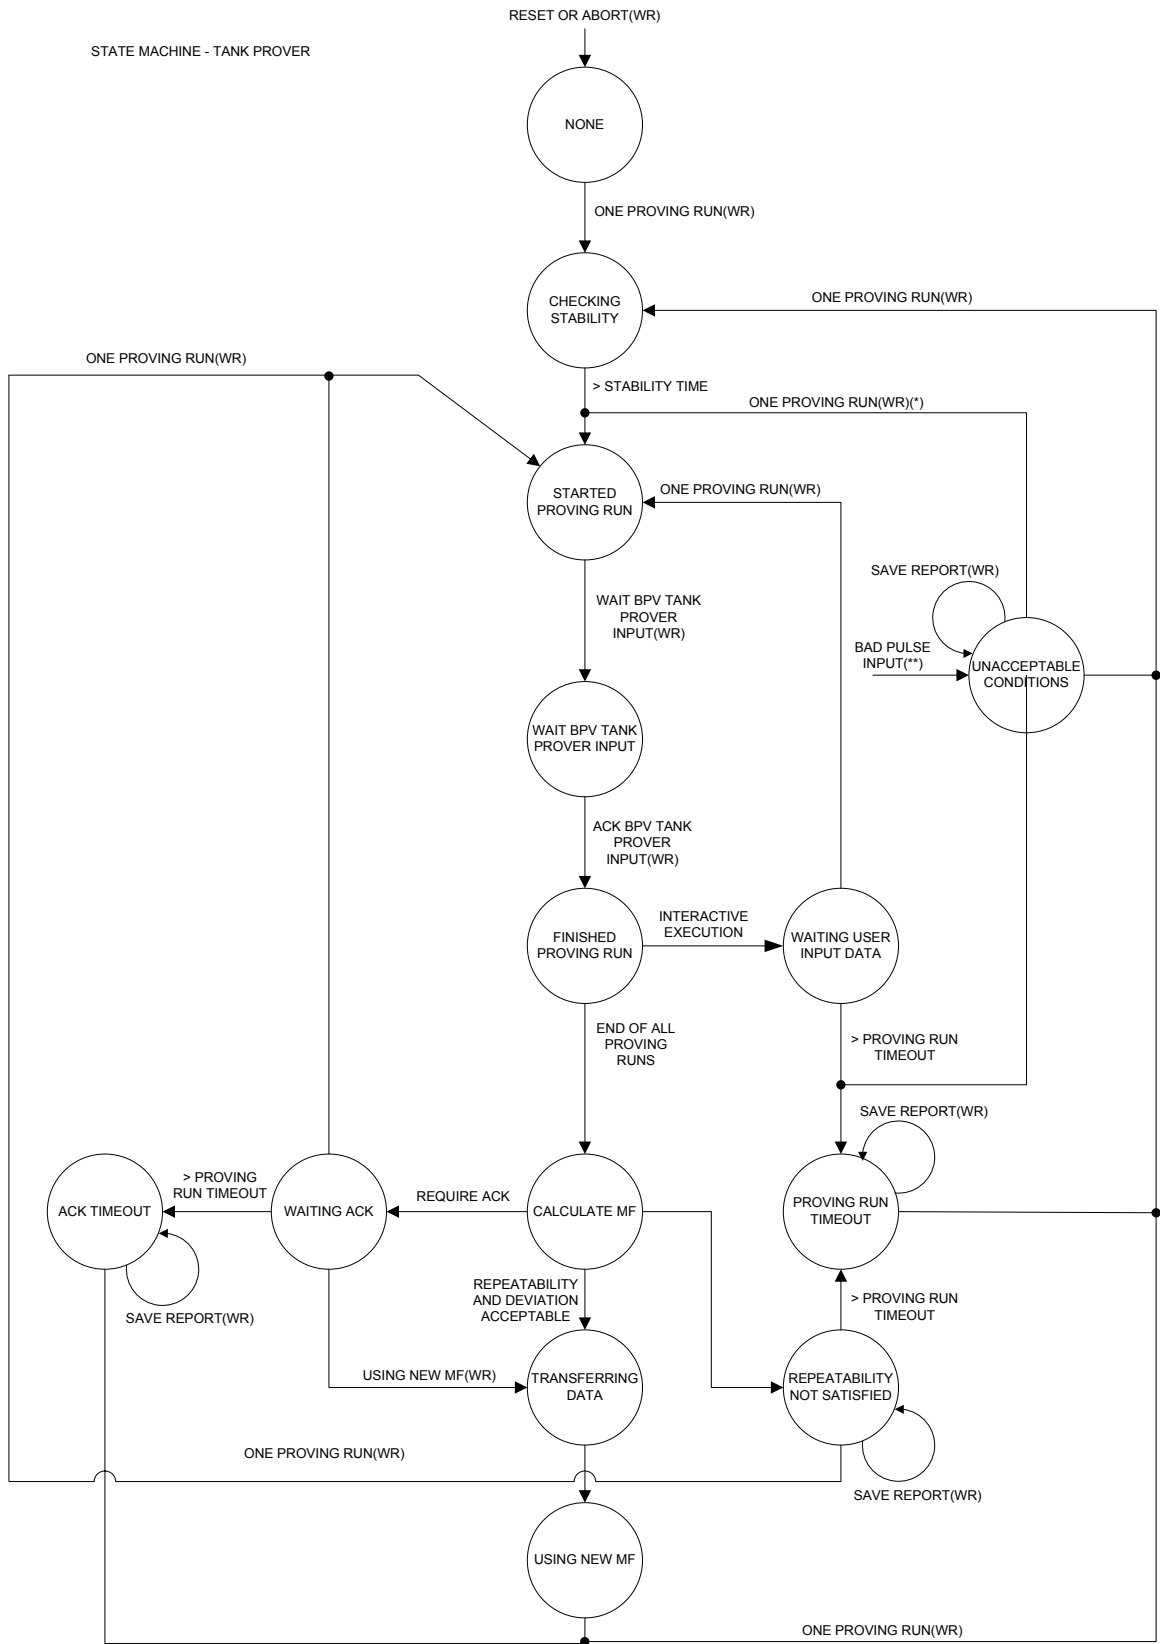 RESET OR ABORT(WR)
STATE MACHINE - TANK PROVER
NONE
ONE PROVING RUN(WR)
CHECKING
STABILITY
ONE PROVING RUN(WR)
ONE PROVING RUN(WR)
> STABILITY TIME
ONE PROVING RUN(WR)(*)
STARTED
PROVING RUN
ONE PROVING RUN(WR)
SAVE REPORT(WR)
WAIT BPV TANK
PROVER
INPUT(WR)
BAD PULSE
INPUT(**)
UNACCEPTABLE
CONDITIONS
WAIT BPV TANK
PROVER INPUT
ACK BPV TANK
PROVER
INPUT(WR)
FINISHED
PROVING RUN
INTERACTIVE
EXECUTION
WAITING USER
INPUT DATA
END OF ALL
PROVING
RUNS
> PROVING RUN
TIMEOUT
SAVE REPORT(WR)
ACK TIMEOUT
> PROVING
RUN TIMEOUT
WAITING ACK
REQUIRE ACK
CALCULATE MF
PROVING RUN
TIMEOUT
SAVE REPORT(WR)
REPEATABILITY
AND DEVIATION
ACCEPTABLE
> PROVING RUN
TIMEOUT
USING NEW MF(WR)
TRANSFERRING
DATA
REPEATABILITY
NOT SATISFIED
ONE PROVING RUN(WR)
SAVE REPORT(WR)
USING NEW MF
ONE PROVING RUN(WR)